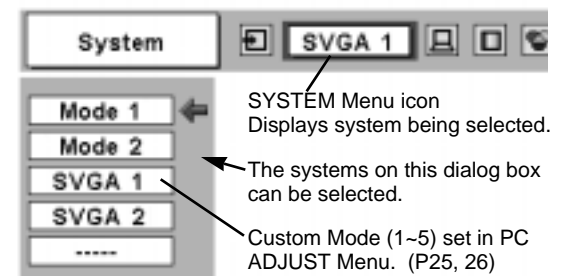 System
SVGA 1
SYSTEM Menu icon
Displays system being selected.
Mode 1
Mode 2
SVGA 1
SVGA 2
-----
The systems on this dialog box
can be selected.
Custom Mode (1~5) set in PC
ADJUST Menu.  (P25, 26)